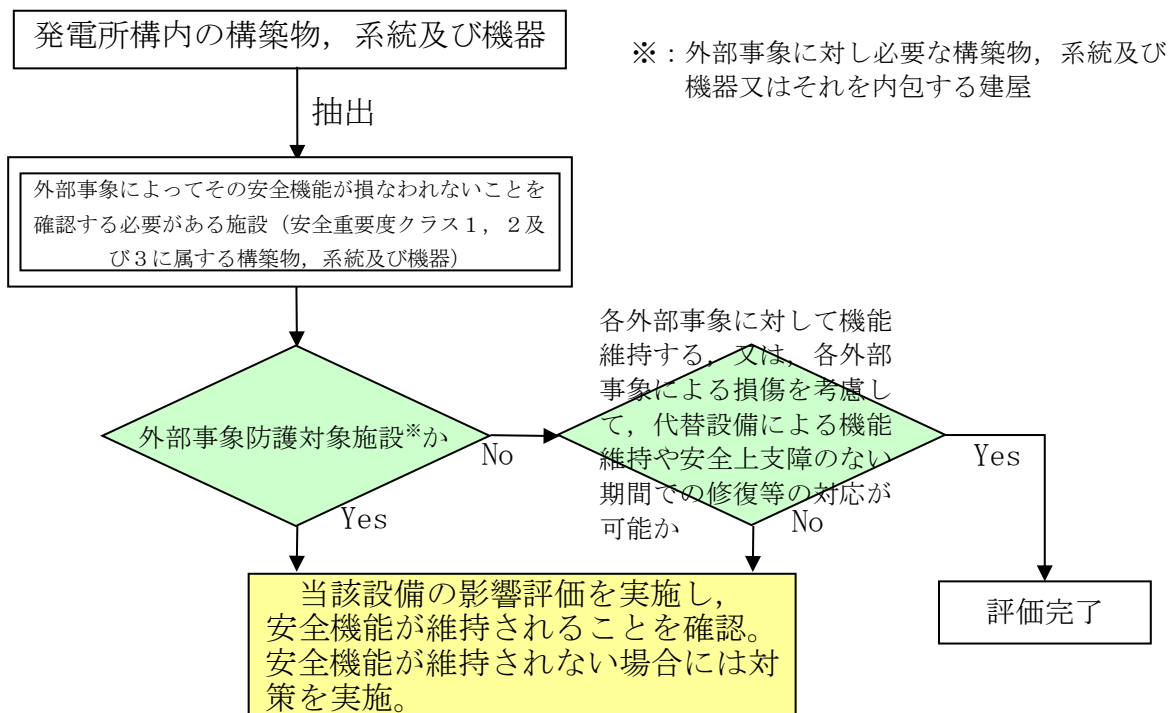 発電所構内の構築物，系統及び機器
※：外部事象に対し必要な構築物，系統及び
機器又はそれを内包する建屋
抽出
外部事象によってその安全機能が損なわれないことを
確認する必要がある施設（安全重要度クラス１，２及
び３に属する構築物，系統及び機器）
各外部事象に対して機能
維持する，又は，各外部
事象による損傷を考慮し
て，代替設備による機能
維持や安全上支障のない
期間での修復等の対応が
可能か
外部事象防護対象施設※か
No
Yes
Yes
No
当該設備の影響評価を実施し，
安全機能が維持されることを確認。
安全機能が維持されない場合には対
策を実施。
評価完了